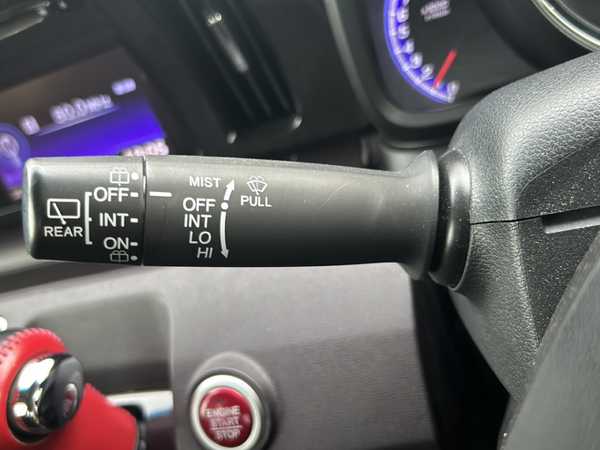 MIST
OFF
INT
LO
HI
PULL
OFF
INT
ON
REAR
ENGINE
START
STOP